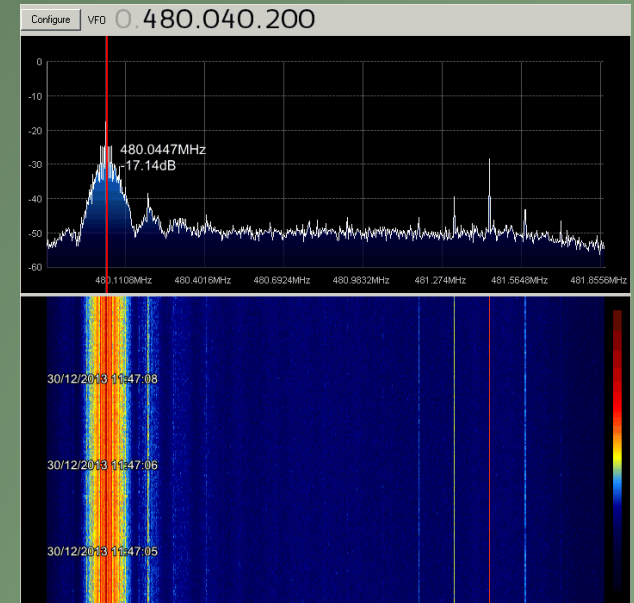 Configure VFO 0.480.040.200
0
-10
-20
480.0447MHz
-17.14dB
-30
-40
-50
-60
480.1108MHz 480.4016MHz 480.6924MHz 480.9832MHz 481.274MHz 481.5648MHz 481.8556MHz
30/12/2013 11:47:08
30/12/2013 11:47:06
30/12/2013 11:47:05